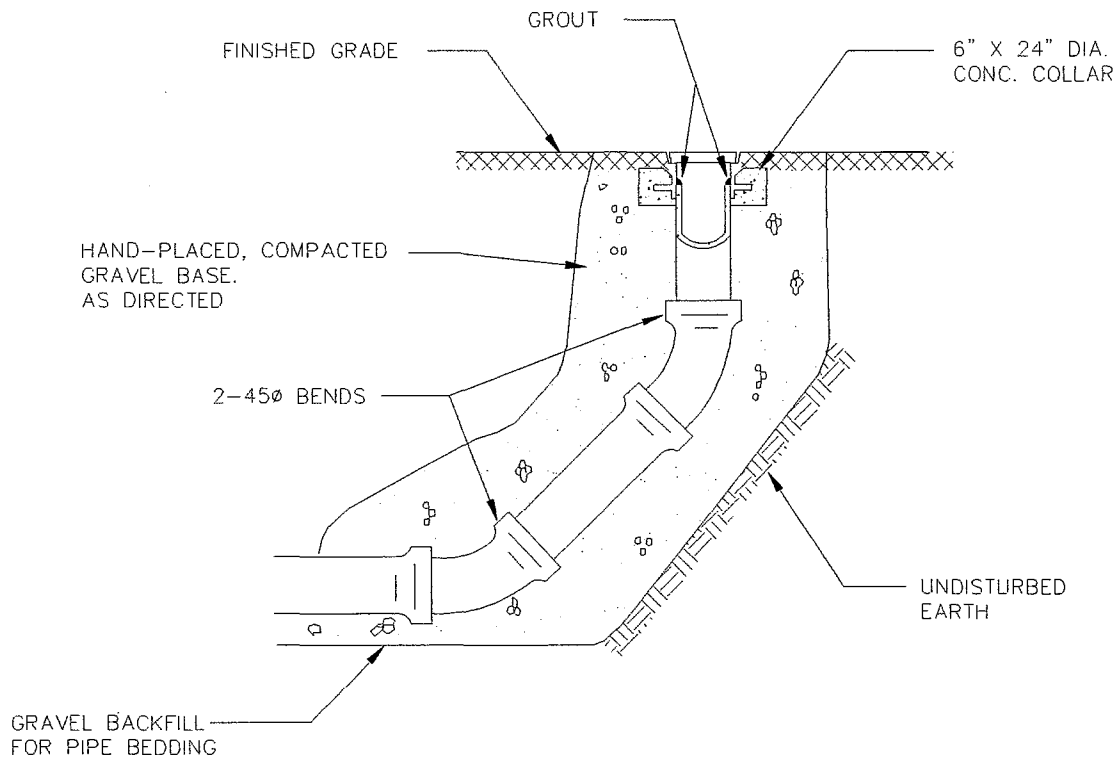 GROUT
FINISHED GRADE
6" X 24" DIA.
CONC. COLLAR
HAND-PLACED, COMPACTED
GRAVEL BASE.
AS DIRECTED
2-45ø BENDS
UNDISTURBED
EARTH
GRAVEL BACKFILL
FOR PIPE BEDDING